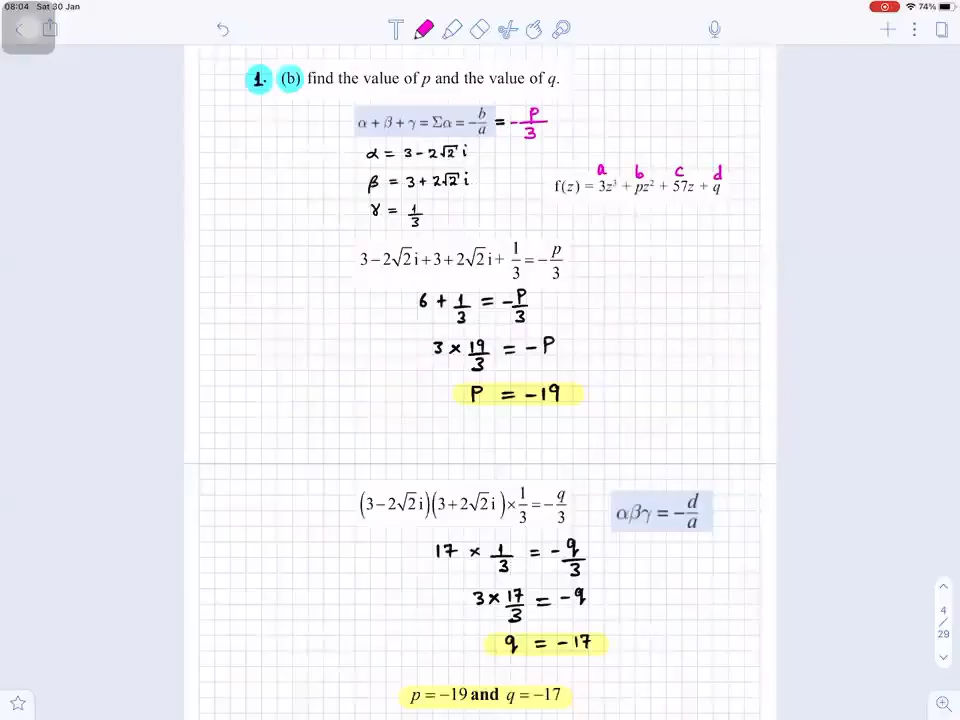 08:04 Sat 30 Jan 74%
1. (b) find the value of p and the value of q.
α + β + γ = Σα = -b/a = -p/3
α = 3 - 2√2 i
β = 3 + 2√2 i
a b c d
f(z) = 3z³ + pz² + 57z + q
γ = 1/3
3 - 2√2 i + 3 + 2√2 i + 1/3 = -p/3
6 + 1/3 = -p/3
3 × 19/3 = -p
p = -19
(3 - 2√2 i)(3 + 2√2 i) × 1/3 = -q/3
αβγ = -d/a
17 × 1/3 = -q/3
3 × 17/3 = -q
q = -17
p = -19 and q = -17
4
/
29